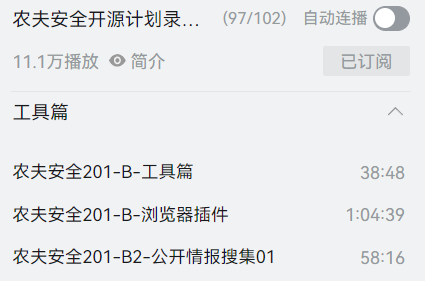 农夫安全开源计划录... (97/102) 自动连播
11.1万播放 简介 已订阅
工具篇
农夫安全201-B-工具篇 38:48
农夫安全201-B-浏览器插件 1:04:39
农夫安全201-B2-公开情报搜集01 58:16